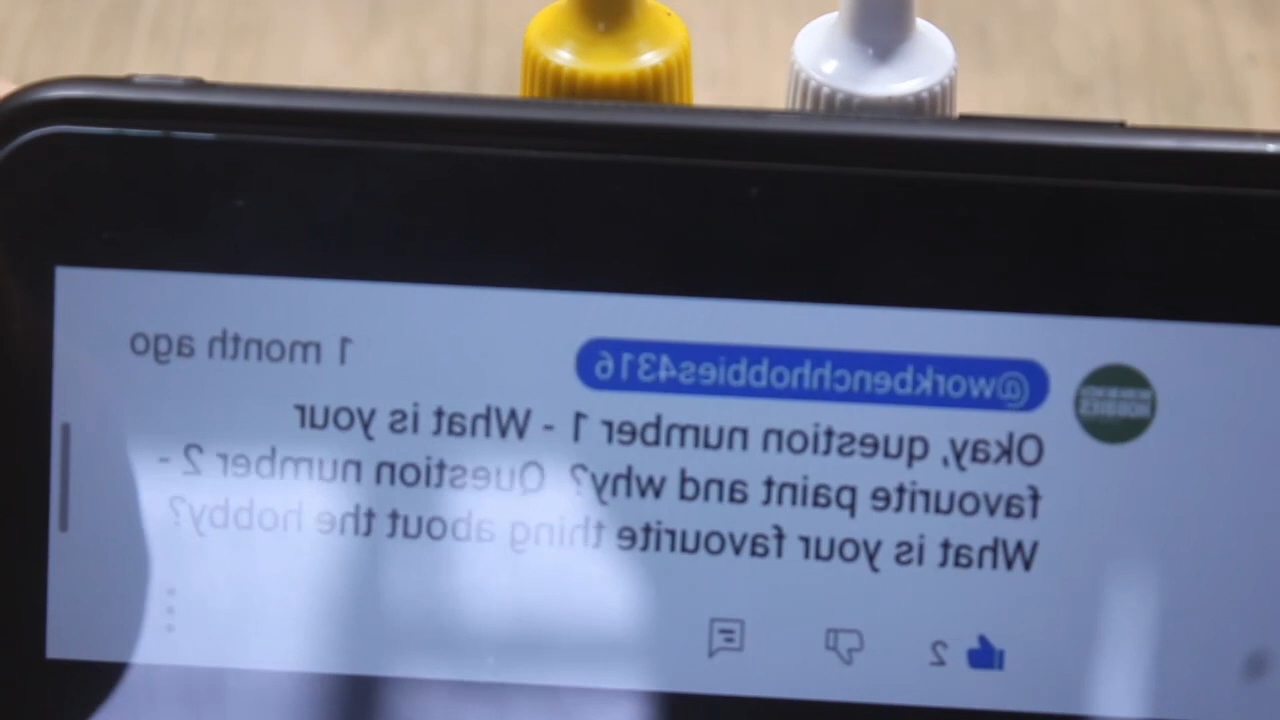 @workbenchhobbies4316 1 month ago
Okay, question number 1 - What is your
favourite paint and why? Question number 2 -
What is your favourite thing about the hobby?
2
HOBBIES